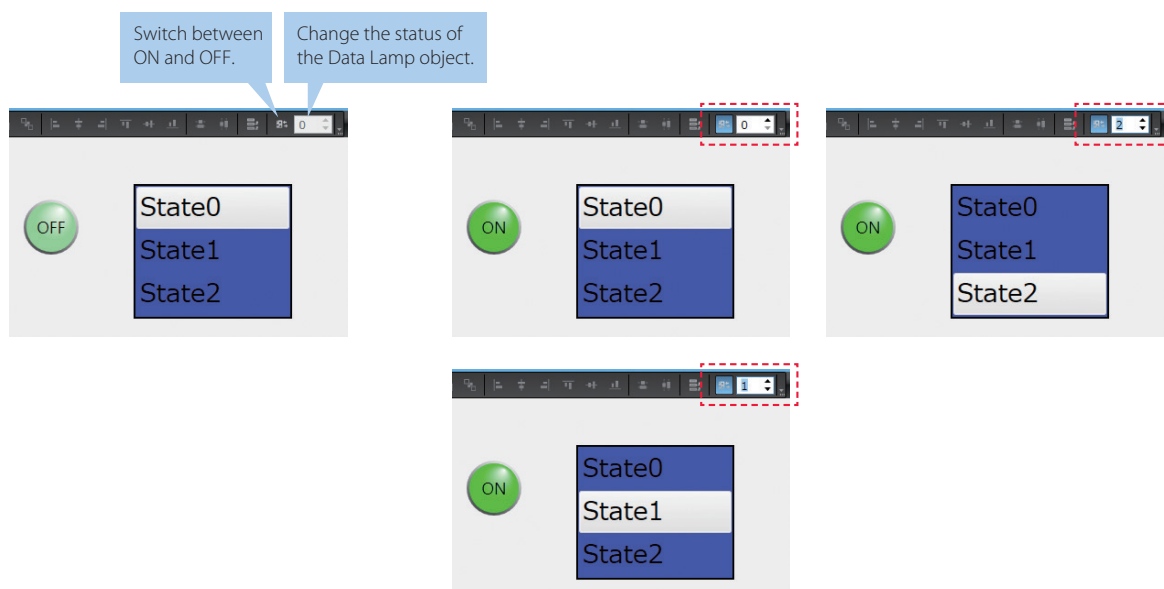 Switch between
ON and OFF.
Change the status of
the Data Lamp object.
0
OFF
State0
State1
State2
0
ON
State0
State1
State2
2
ON
State0
State1
State2
1
ON
State0
State1
State2